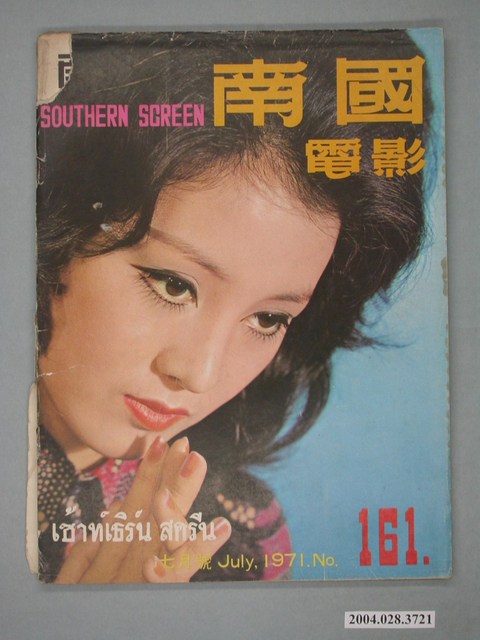 南國
SOUTHERN SCREEN
電影
เซ้าท์เธิร์น สกรีน
161.
七月號 July, 1971. No.
2004.028.3721